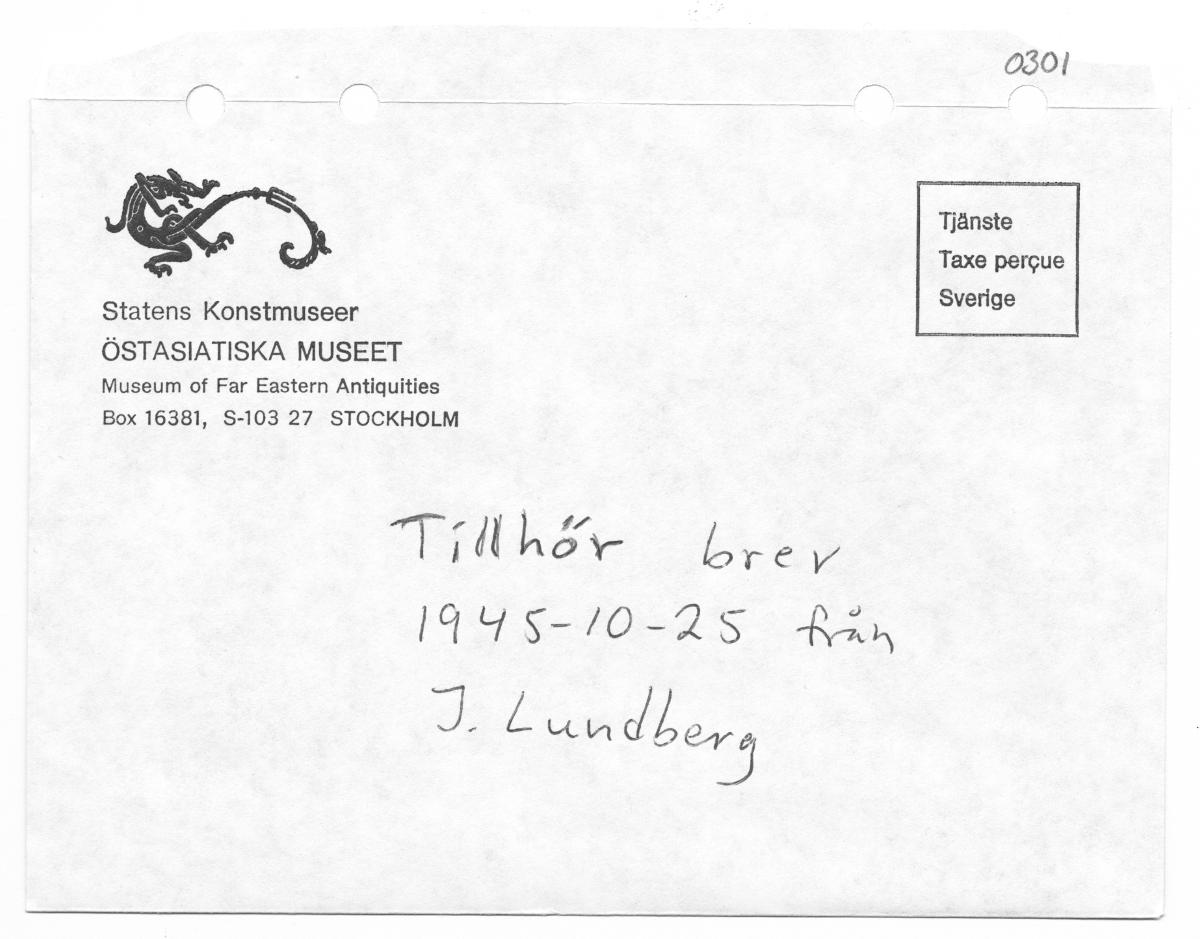 0301
Statens Konstmuseer
ÖSTASIATISKA MUSEET
Museum of Far Eastern Antiquities
Box 16381, S-103 27 STOCKHOLM
Tjänste
Taxe perçue
Sverige
Tillhör brev
1945-10-25 från
J. Lundberg